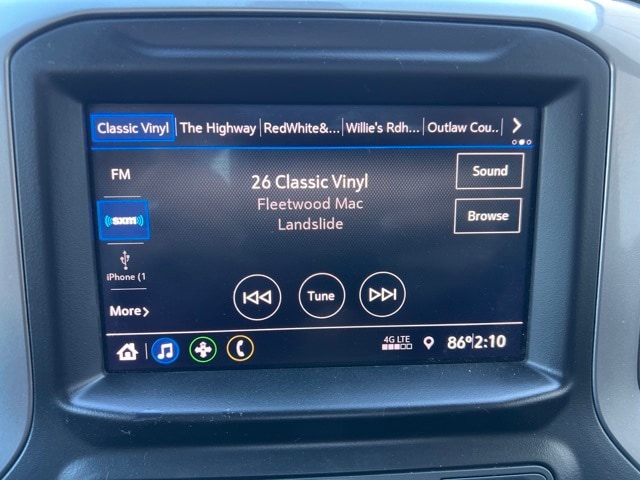 Classic Vinyl The Highway RedWhite&... Willie's Rdh... Outlaw Cou..
FM
26 Classic Vinyl
Fleetwood Mac
Landslide
Sound
Browse
sxm
iPhone (1
More
Tune
4G LTE
86° 2:10